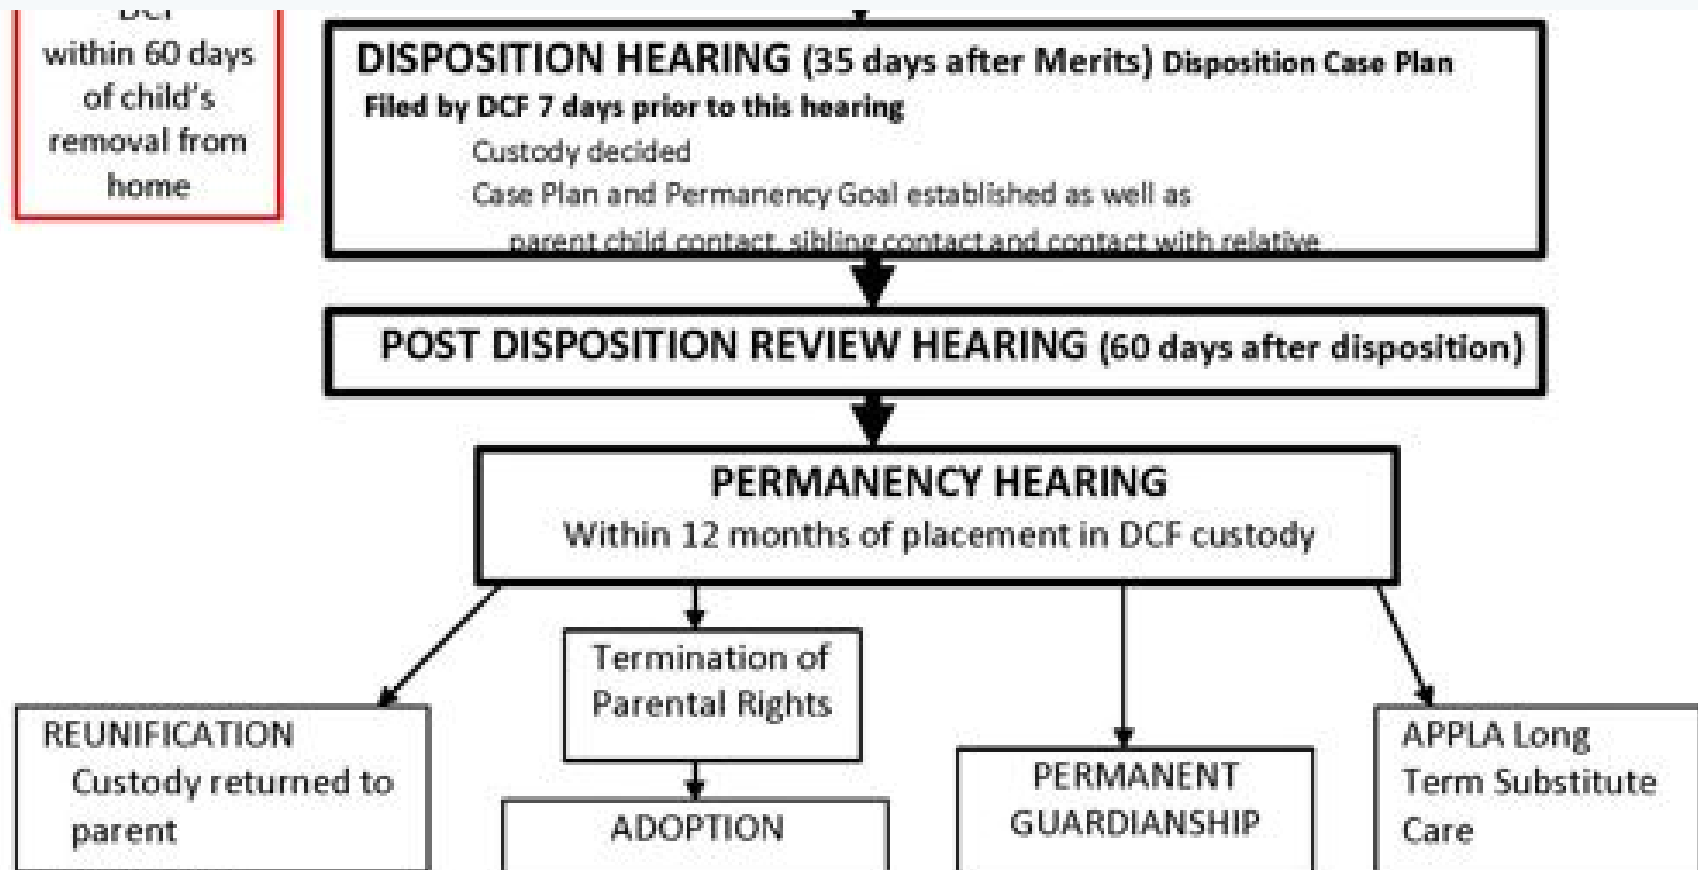 DCF
within 60 days
of child's
removal from
home
DISPOSITION HEARING (35 days after Merits) Disposition Case Plan
Filed by DCF 7 days prior to this hearing
Custody decided
Case Plan and Permanency Goal established as well as
parent child contact, sibling contact and contact with relative
POST DISPOSITION REVIEW HEARING (60 days after disposition)
PERMANENCY HEARING
Within 12 months of placement in DCF custody
Termination of
Parental Rights
REUNIFICATION
Custody returned to
parent
ADOPTION
PERMANENT
GUARDIANSHIP
APPLA Long
Term Substitute
Care